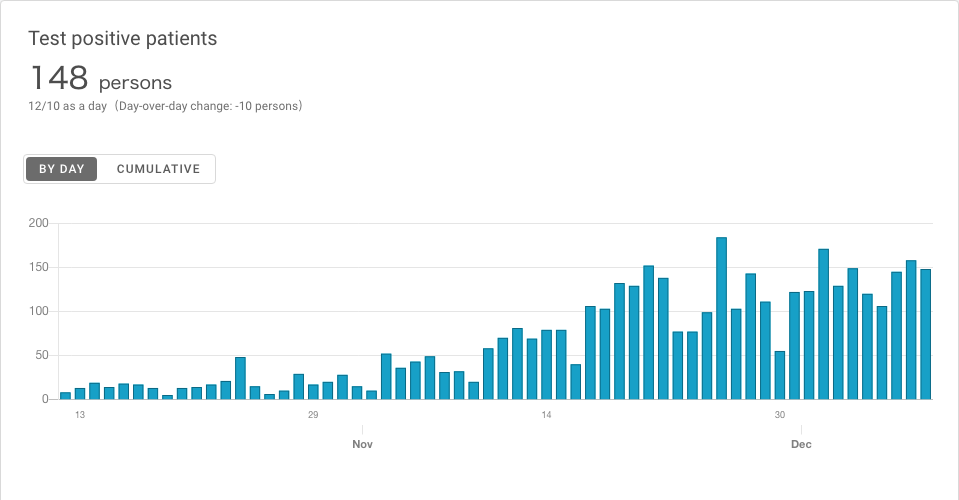 Test positive patients
148 persons
12/10 as a day（Day-over-day change: -10 persons）
BY DAY CUMULATIVE
200
150
100
50
0
13 29 14 30
Nov Dec